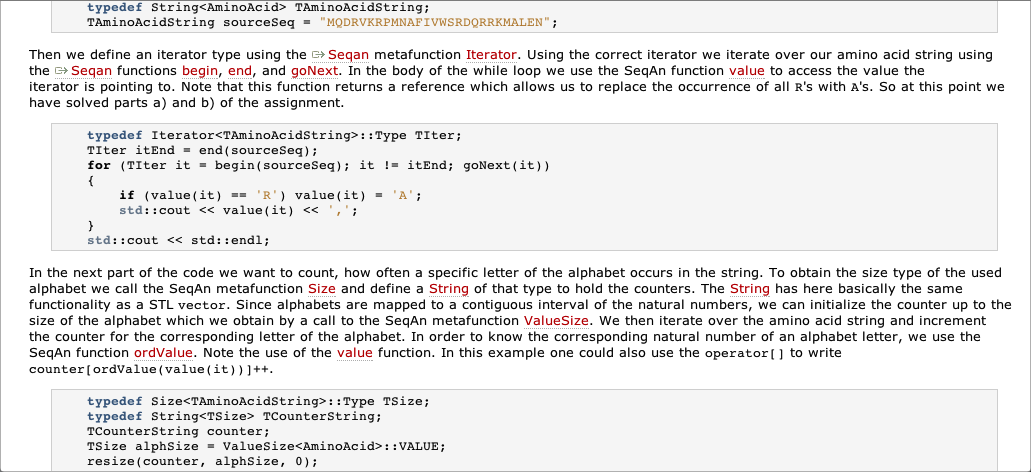 typedef String<AminoAcid> TAminoAcidString;
TAminoAcidString sourceSeq = "MQDRVKRPMNAFIVWSRDQRRKMALEN";
Then we define an iterator type using the Seqan metafunction Iterator. Using the correct iterator we iterate over our amino acid string using
the Seqan functions begin, end, and goNext. In the body of the while loop we use the SeqAn function value to access the value the
iterator is pointing to. Note that this function returns a reference which allows us to replace the occurrence of all R's with A's. So at this point we
have solved parts a) and b) of the assignment.
typedef Iterator<TAminoAcidString>::Type TIter;
TIter itEnd = end(sourceSeq);
for (TIter it = begin(sourceSeq); it != itEnd; goNext(it))
{
if (value(it) == 'R') value(it) = 'A';
std::cout << value(it) << ',';
}
std::cout << std::endl;
In the next part of the code we want to count, how often a specific letter of the alphabet occurs in the string. To obtain the size type of the used
alphabet we call the SeqAn metafunction Size and define a String of that type to hold the counters. The String has here basically the same
functionality as a STL vector. Since alphabets are mapped to a contiguous interval of the natural numbers, we can initialize the counter up to the
size of the alphabet which we obtain by a call to the SeqAn metafunction ValueSize. We then iterate over the amino acid string and increment
the counter for the corresponding letter of the alphabet. In order to know the corresponding natural number of an alphabet letter, we use the
SeqAn function ordValue. Note the use of the value function. In this example one could also use the operator[] to write
counter[ordValue(value(it))]++.
typedef Size<TAminoAcidString>::Type TSize;
typedef String<TSize> TCounterString;
TCounterString counter;
TSize alphSize = ValueSize<AminoAcid>::VALUE;
resize(counter, alphSize, 0);